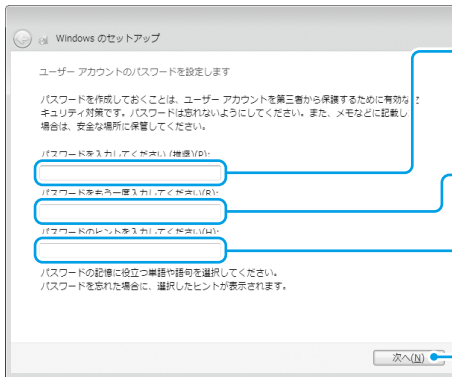 Windows のセットアップ
ユーザー アカウントのパスワードを設定します
パスワードを作成しておくことは、ユーザー アカウントを第三者から保護するために有効なセ
キュリティ対策です。パスワードは忘れないようにしてください。また、メモなどに記載し
場合は、安全な場所に保管してください。
パスワードを入力してください (推奨)(P):
パスワードをもう一度入力してください(R):
パスワードのヒントを入力してください(H):
パスワードの記憶に役立つ単語や語句を選択してください。
パスワードを忘れた場合に、選択したヒントが表示されます。
次へ(N)